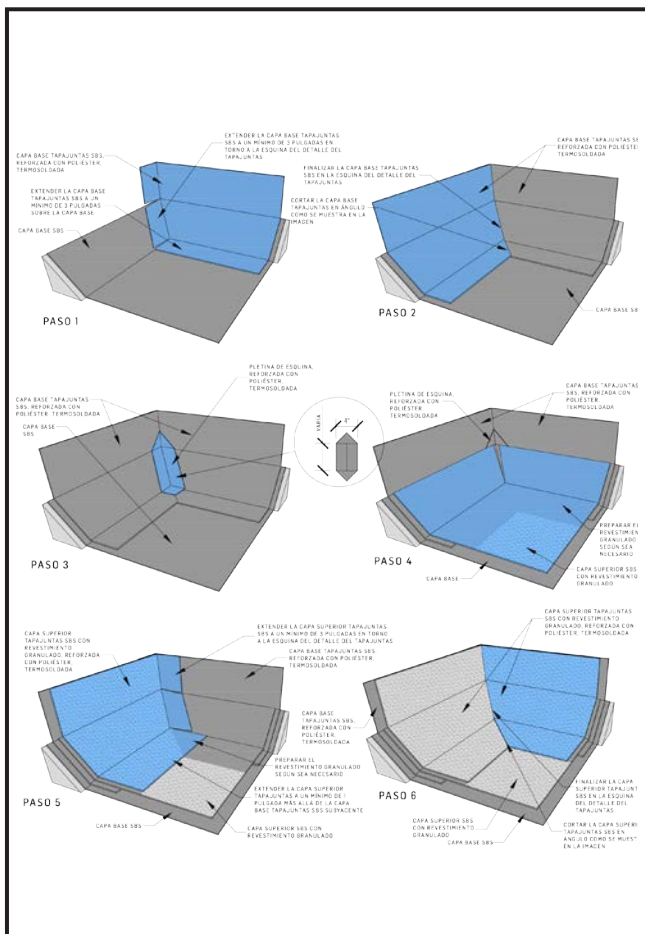 EXTENDER LA CAPA BASE TAPAJUNTAS
SBS A UN MÍNIMO DE 3 PULGADAS EN
TORNO A LA ESQUINA DEL DETALLE DEL
TAPAJUNTAS
CAPA BASE TAPAJUNTAS SBS,
REFORZADA CON POLIÉSTER,
TERMOSOLDADA
EXTENDER LA CAPA BASE
TAPAJUNTAS SBS A UN
MÍNIMO DE 3 PULGADAS
SOBRE LA CAPA BASE
CAPA BASE SBS
PASO 1
CAPA BASE TAPAJUNTAS SB
REFORZADA CON POLIÉSTER
TERMOSOLDADA
FINALIZAR LA CAPA BASE TAPAJUNTAS
SBS EN LA ESQUINA DEL DETALLE DEL
TAPAJUNTAS
CORTAR LA CAPA BASE
TAPAJUNTAS EN ÁNGULO
COMO SE MUESTRA EN LA
IMAGEN
CAPA BASE SB
PASO 2
PLETINA DE ESQUINA,
REFORZADA CON
POLIÉSTER,
TERMOSOLDADA
CAPA BASE TAPAJUNTAS
SBS, REFORZADA CON
POLIÉSTER, TERMOSOLDADA
CAPA BASE
SBS
VARÍA
4"
PASO 3
CAPA BASE TAPAJUNTAS
SBS, REFORZADA CON
POLIÉSTER,
TERMOSOLDADA
PLETINA DE ESQUINA,
REFORZADA CON
POLIÉSTER,
TERMOSOLDADA
PREPARAR EL
REVESTIMIENTO
GRANULADO
SEGÚN SEA
NECESARIO
CAPA SUPERIOR SBS
CON REVESTIMIENTO
GRANULADO
CAPA BASE
PASO 4
CAPA SUPERIOR
TAPAJUNTAS SBS CON
REVESTIMIENTO
GRANULADO, REFORZADA
CON POLIÉSTER,
TERMOSOLDADA
EXTENDER LA CAPA SUPERIOR TAPAJUNTAS
SBS A UN MÍNIMO DE 3 PULGADAS EN TORNO
A LA ESQUINA DEL DETALLE DEL TAPAJUNTAS
CAPA BASE TAPAJUNTAS SBS,
REFORZADA CON POLIÉSTER,
TERMOSOLDADA
PREPARAR EL
REVESTIMIENTO GRANULADO
SEGÚN SEA NECESARIO
EXTENDER LA CAPA SUPERIOR
TAPAJUNTAS A UN MÍNIMO DE 1
PULGADA MÁS ALLÁ DE LA CAPA
BASE TAPAJUNTAS SBS SUBYACENTE
CAPA SUPERIOR SBS CON
REVESTIMIENTO GRANULADO
CAPA BASE SBS
PASO 5
CAPA SUPERIOR TAPAJUNTAS
SBS CON REVESTIMIENTO
GRANULADO, REFORZADA CON
POLIÉSTER, TERMOSOLDADA
CAPA BASE
TAPAJUNTAS SBS,
REFORZADA CON
POLIÉSTER,
TERMOSOLDADA
FINALIZAR LA CAPA
SUPERIOR TAPAJUNT
SBS EN LA ESQUINA
DEL DETALLE DEL
TAPAJUNTAS
CORTAR LA CAPA SUPERI
TAPAJUNTAS SBS EN
ÁNGULO COMO SE MUEST
EN LA IMAGEN
CAPA SUPERIOR SBS
CON REVESTIMIENTO
GRANULADO
CAPA BASE SBS
PASO 6